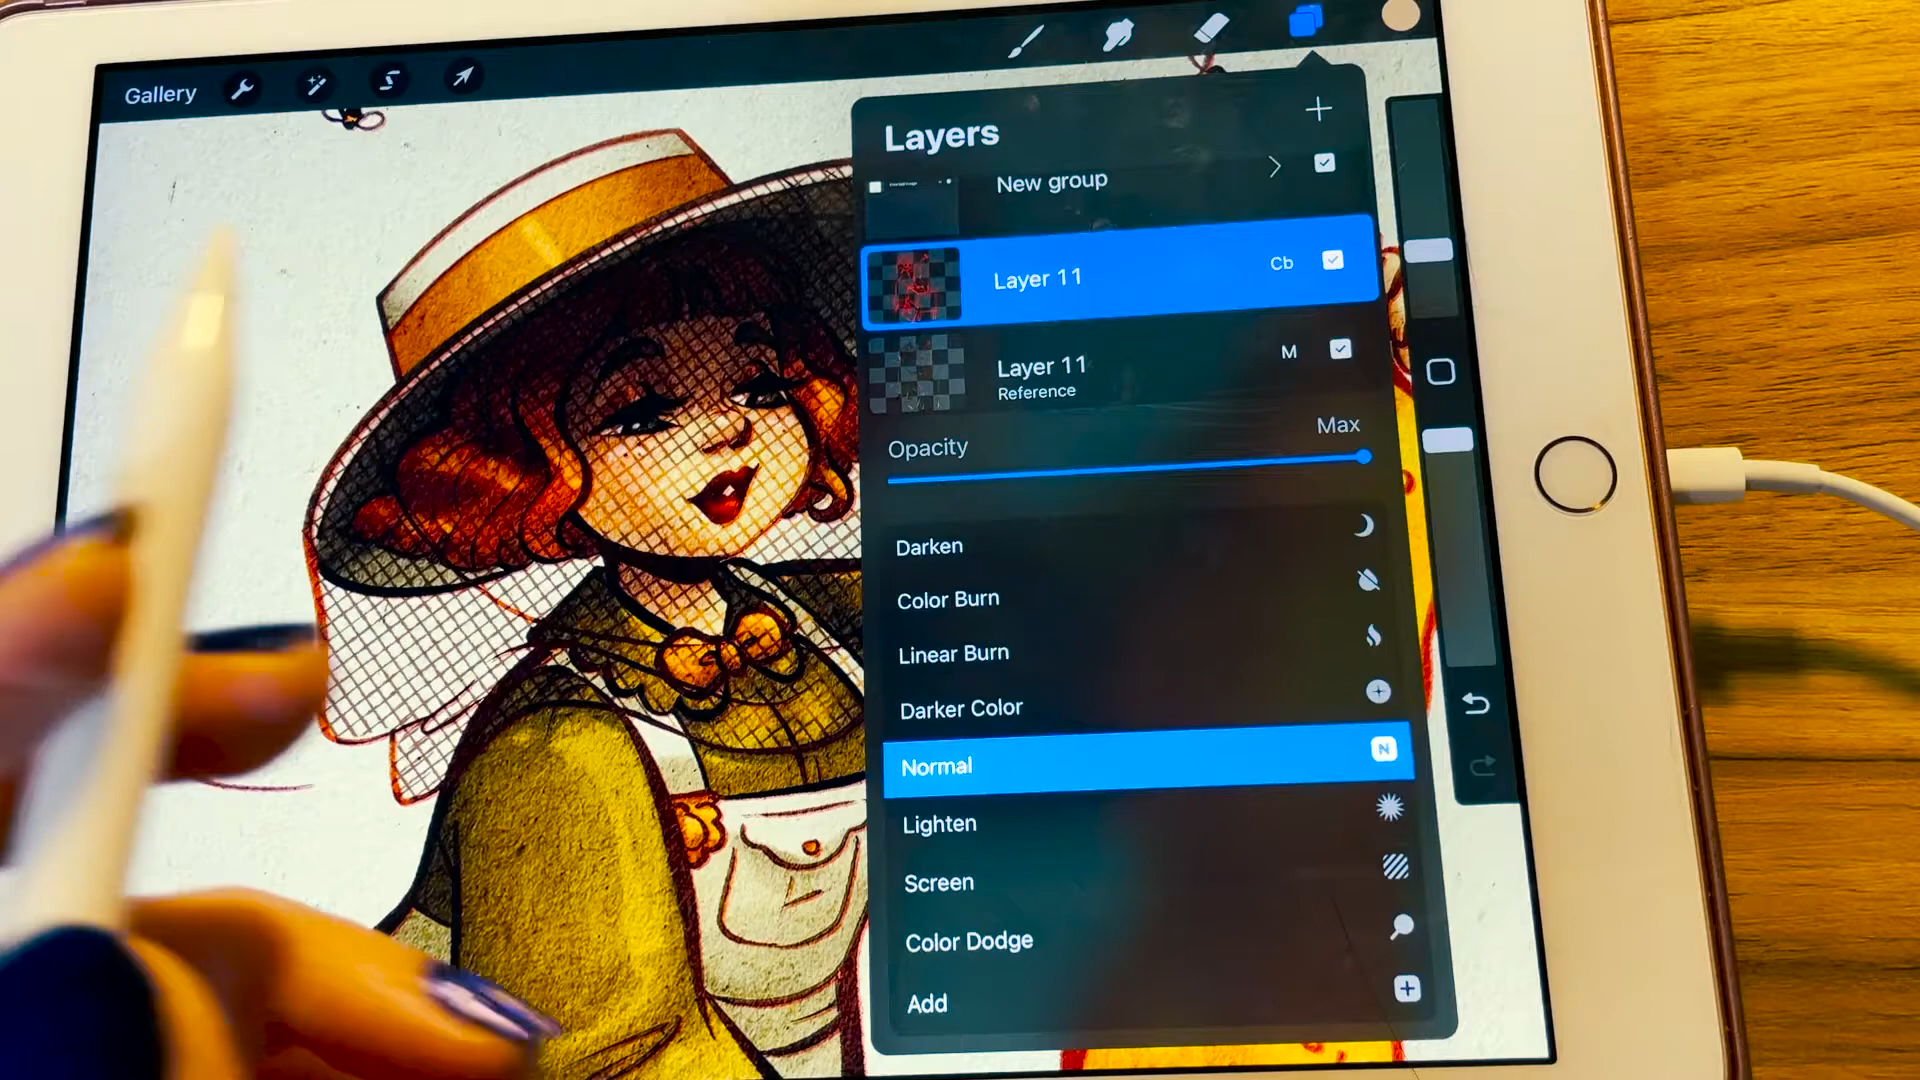 Gallery
Layers
New group
Layer 11 Cb
Layer 11 M
Reference
Opacity Max
Darken
Color Burn
Linear Burn
Darker Color
Normal N
Lighten
Screen
Color Dodge
Add